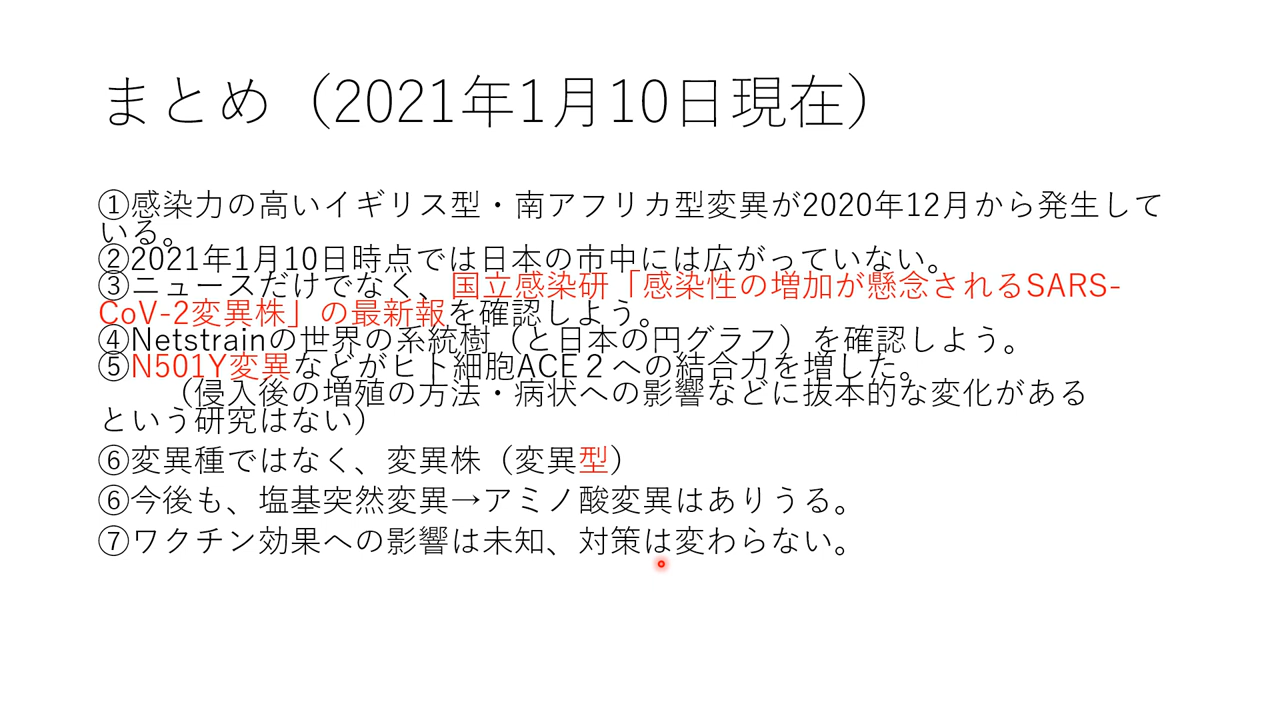 まとめ（2021年1月10日現在）
①感染力の高いイギリス型・南アフリカ型変異が2020年12月から発生して
いる。
②2021年1月10日時点では日本の市中には広がっていない。
③ニュースだけでなく、国立感染研「感染性の増加が懸念されるSARS-
CoV-2変異株」の最新報を確認しよう。
④Netstrainの世界の系統樹（と日本の円グラフ）を確認しよう。
⑤N501Y変異などがヒト細胞ACE２への結合力を増した。
（侵入後の増殖の方法・病状への影響などに抜本的な変化がある
という研究はない）
⑥変異種ではなく、変異株（変異型）
⑥今後も、塩基突然変異→アミノ酸変異はありうる。
⑦ワクチン効果への影響は未知、対策は変わらない。